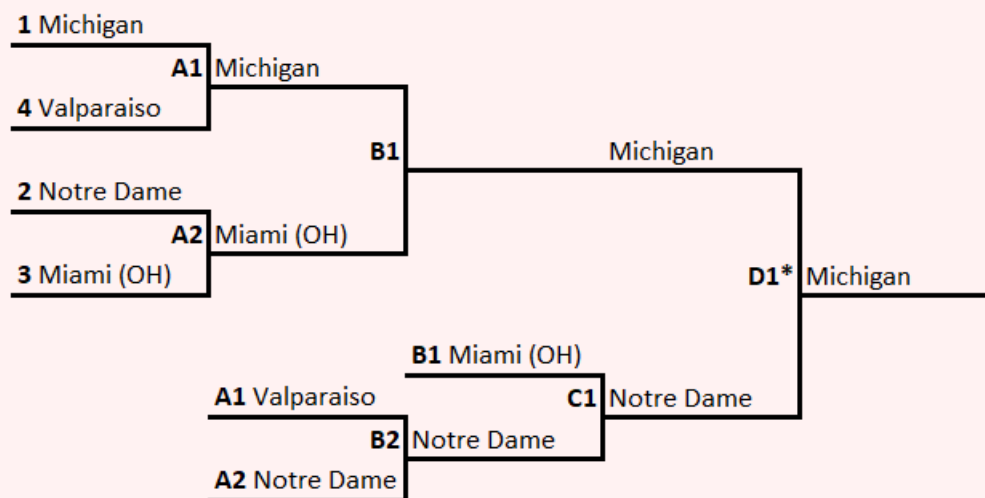 1 Michigan
A1 Michigan
4 Valparaiso
B1
Michigan
2 Notre Dame
A2 Miami (OH)
3 Miami (OH)
D1* Michigan
B1 Miami (OH)
A1 Valparaiso
C1 Notre Dame
B2 Notre Dame
A2 Notre Dame